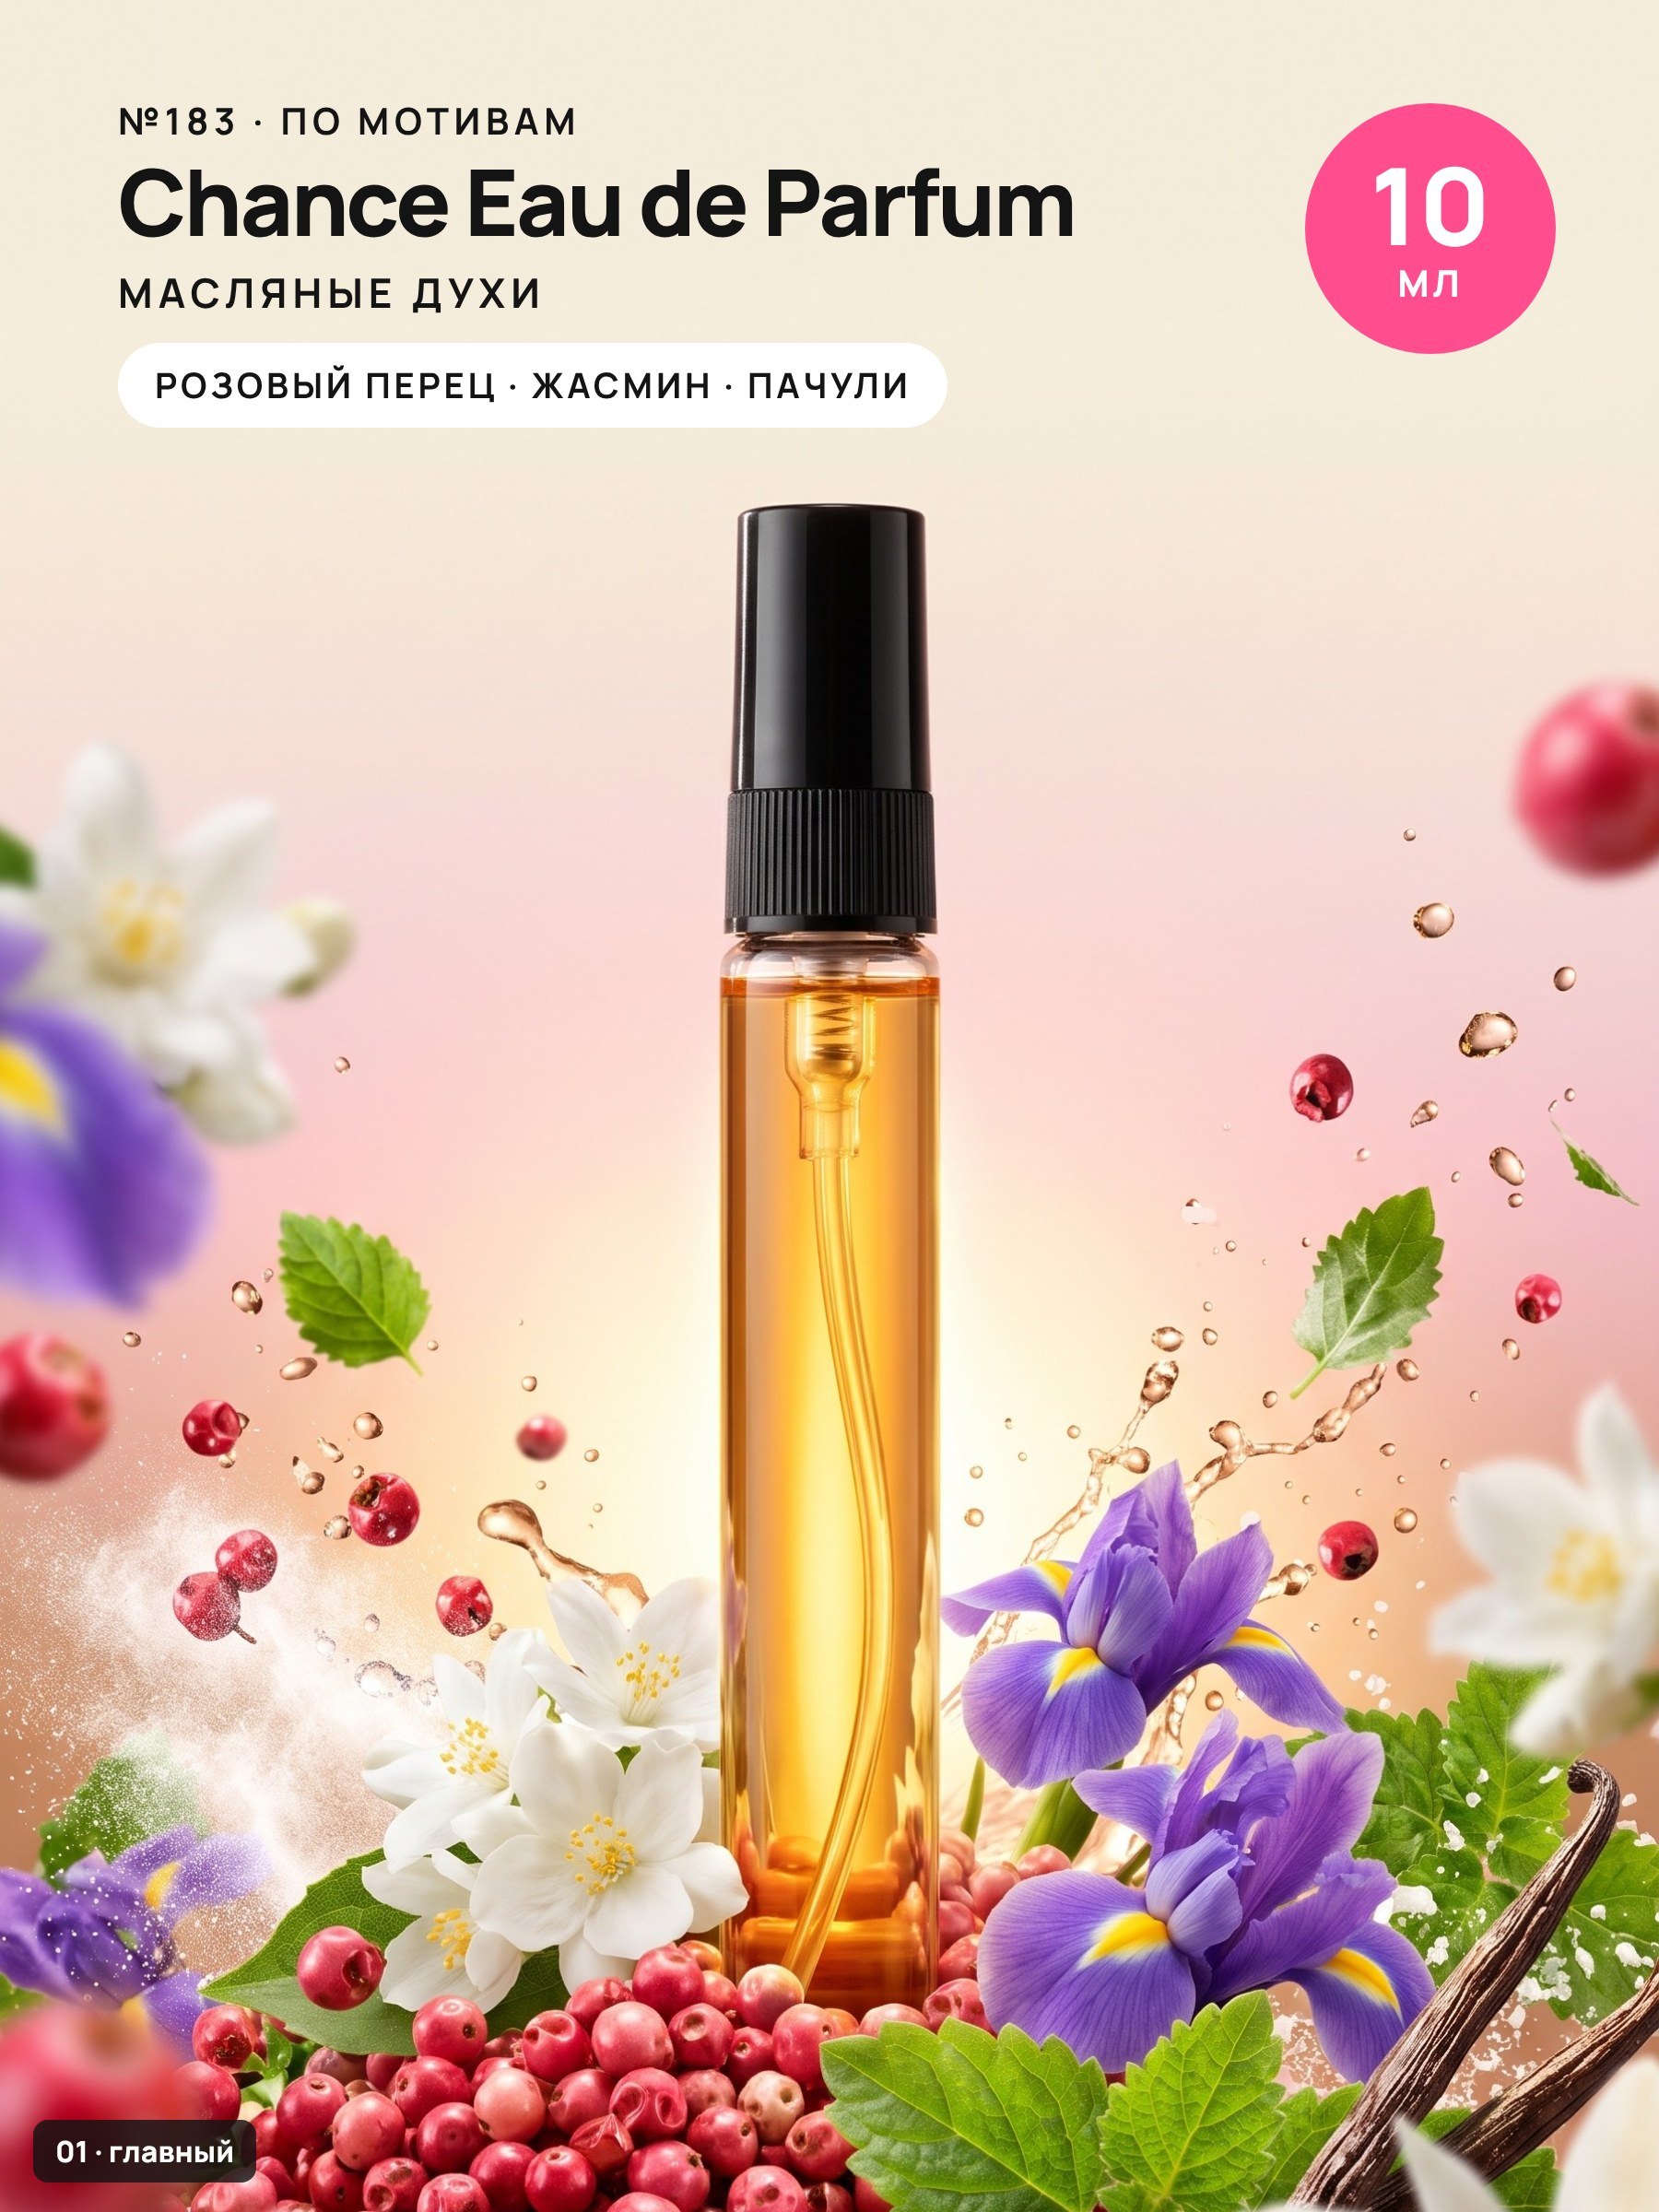 №183 · ПО МОТИВАМ
Chance Eau de Parfum
МАСЛЯНЫЕ ДУХИ
РОЗОВЫЙ ПЕРЕЦ · ЖАСМИН · ПАЧУЛИ
10
МЛ
01 · главный